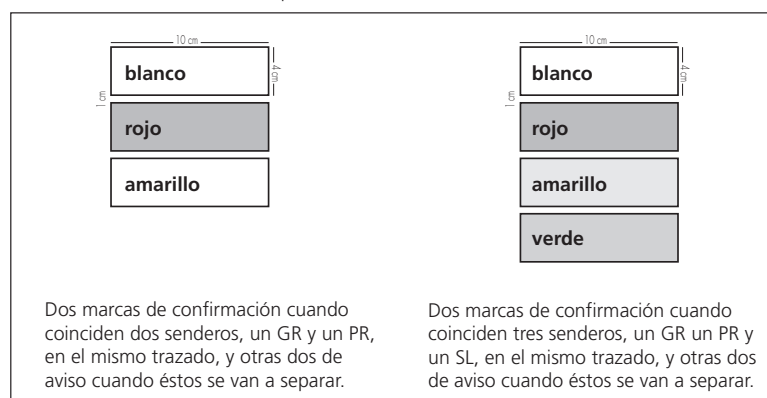 10 cm
4 cm
1 cm
blanco
rojo
amarillo
Dos marcas de confirmación cuando
coinciden dos senderos, un GR y un PR,
en el mismo trazado, y otras dos de
aviso cuando éstos se van a separar.
10 cm
4 cm
1 cm
blanco
rojo
amarillo
verde
Dos marcas de confirmación cuando
coinciden tres senderos, un GR un PR y
un SL, en el mismo trazado, y otras dos
de aviso cuando éstos se van a separar.